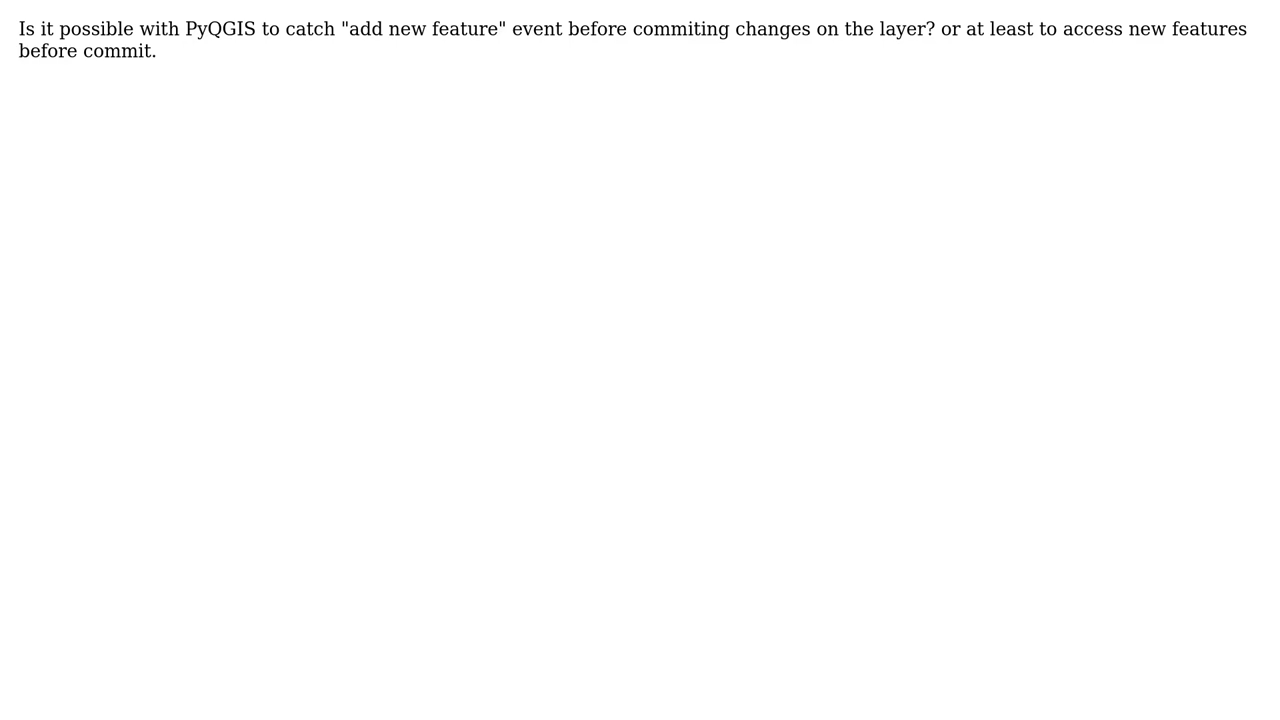 Is it possible with PyQGIS to catch "add new feature" event before commiting changes on the layer? or at least to access new features
before commit.